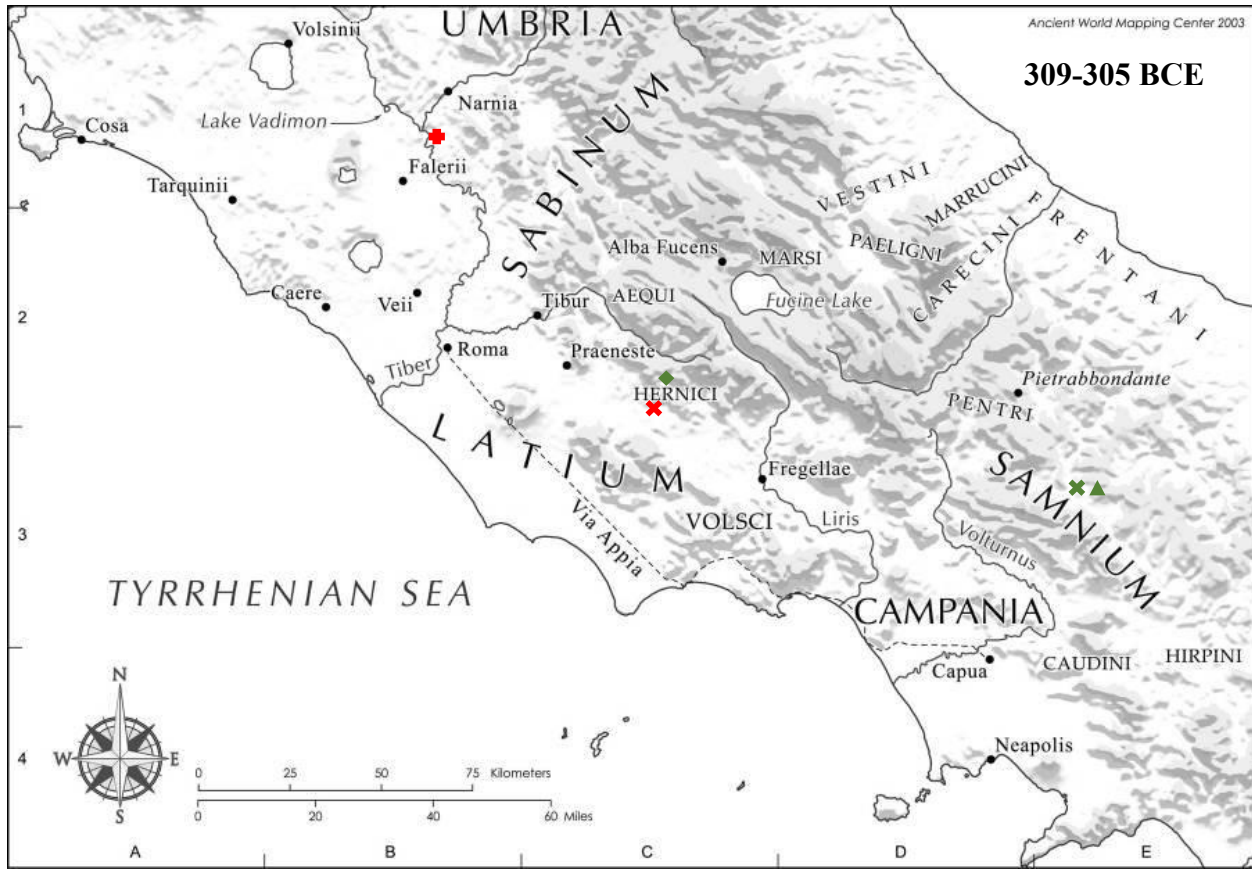 UMBRIA
Ancient World Mapping Center 2003
309-305 BCE
Volsinii
Narnia
1
Lake Vadimon
Cosa
Falerii
Tarquinii
SABINUM
VESTINI
MARRUCINI
FRENTANI
PAELIGNI
CARECINI
Alba Fucens
MARSI
Caere
Veii
Tibur
AEQUI
Fucine Lake
2
Roma
Praeneste
Tiber
HERNICI
Pietrabbondante
PENTRI
LATIUM
Fregellae
SAMNIUM
Via Appia
VOLSCI
Liris
Volturnus
3
TYRRHENIAN SEA
CAMPANIA
Capua
CAUDINI
HIRPINI
N
W
E
S
4
Neapolis
0 25 50 75 Kilometers
0 20 40 60 Miles
A B C D E